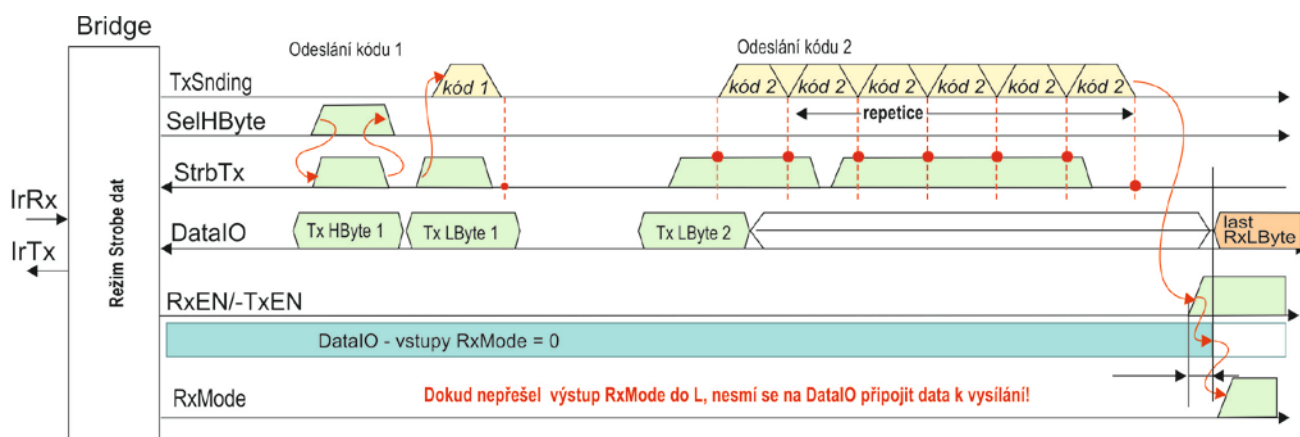 Bridge
Odeslání kódu 1
Odeslání kódu 2
TxSnding
kód 1
kód 2 kód 2 kód 2 kód 2 kód 2 kód 2
repetice
SelHByte
StrbTx
IrRx
IrTx
Režim Strobe dat
DataIO
Tx HByte 1
Tx LByte 1
Tx LByte 2
last
RxLByte
RxEN/-TxEN
DataIO - vstupy RxMode = 0
RxMode
Dokud nepřešel výstup RxMode do L, nesmí se na DataIO připojit data k vysílání!